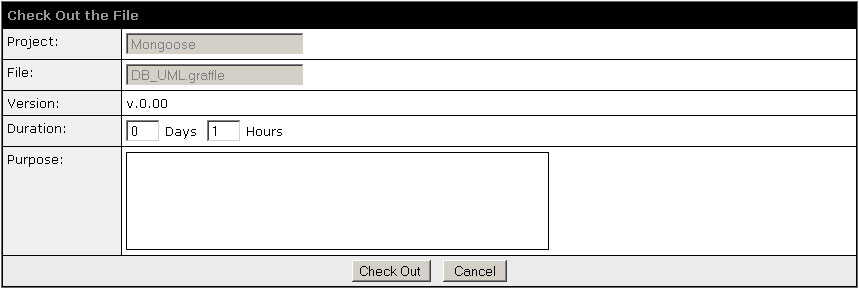 Check Out the File
Project: Mongoose
File: DB_UML.graffle
Version: v.0.00
Duration: 0 Days 1 Hours
Purpose:
Check Out Cancel